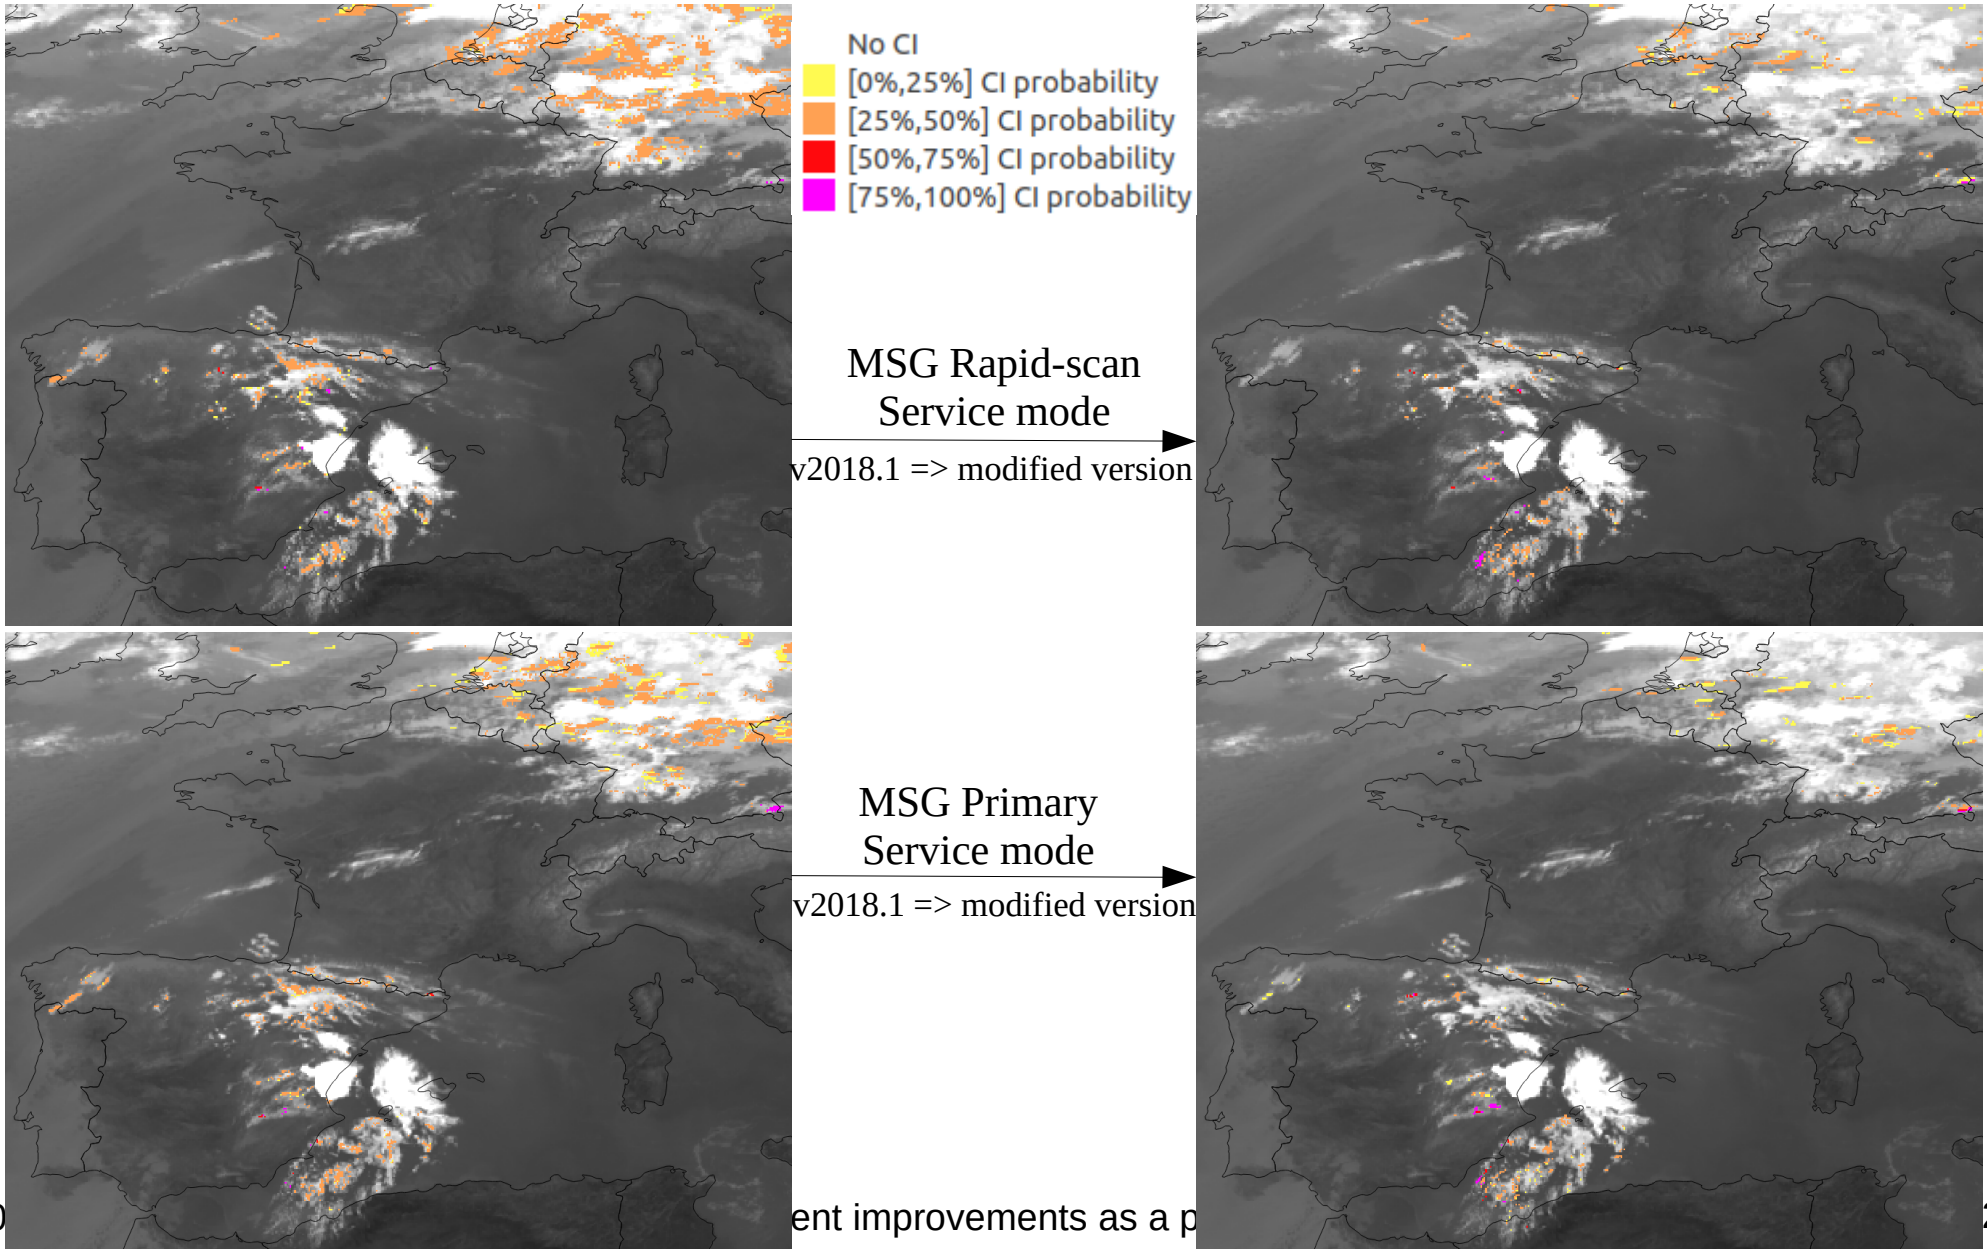 No CI
[0%,25%] CI probability
[25%,50%] CI probability
[50%,75%] CI probability
[75%,100%] CI probability
MSG Rapid-scan
Service mode
v2018.1 => modified version
MSG Primary
Service mode
v2018.1 => modified version
improvements as a